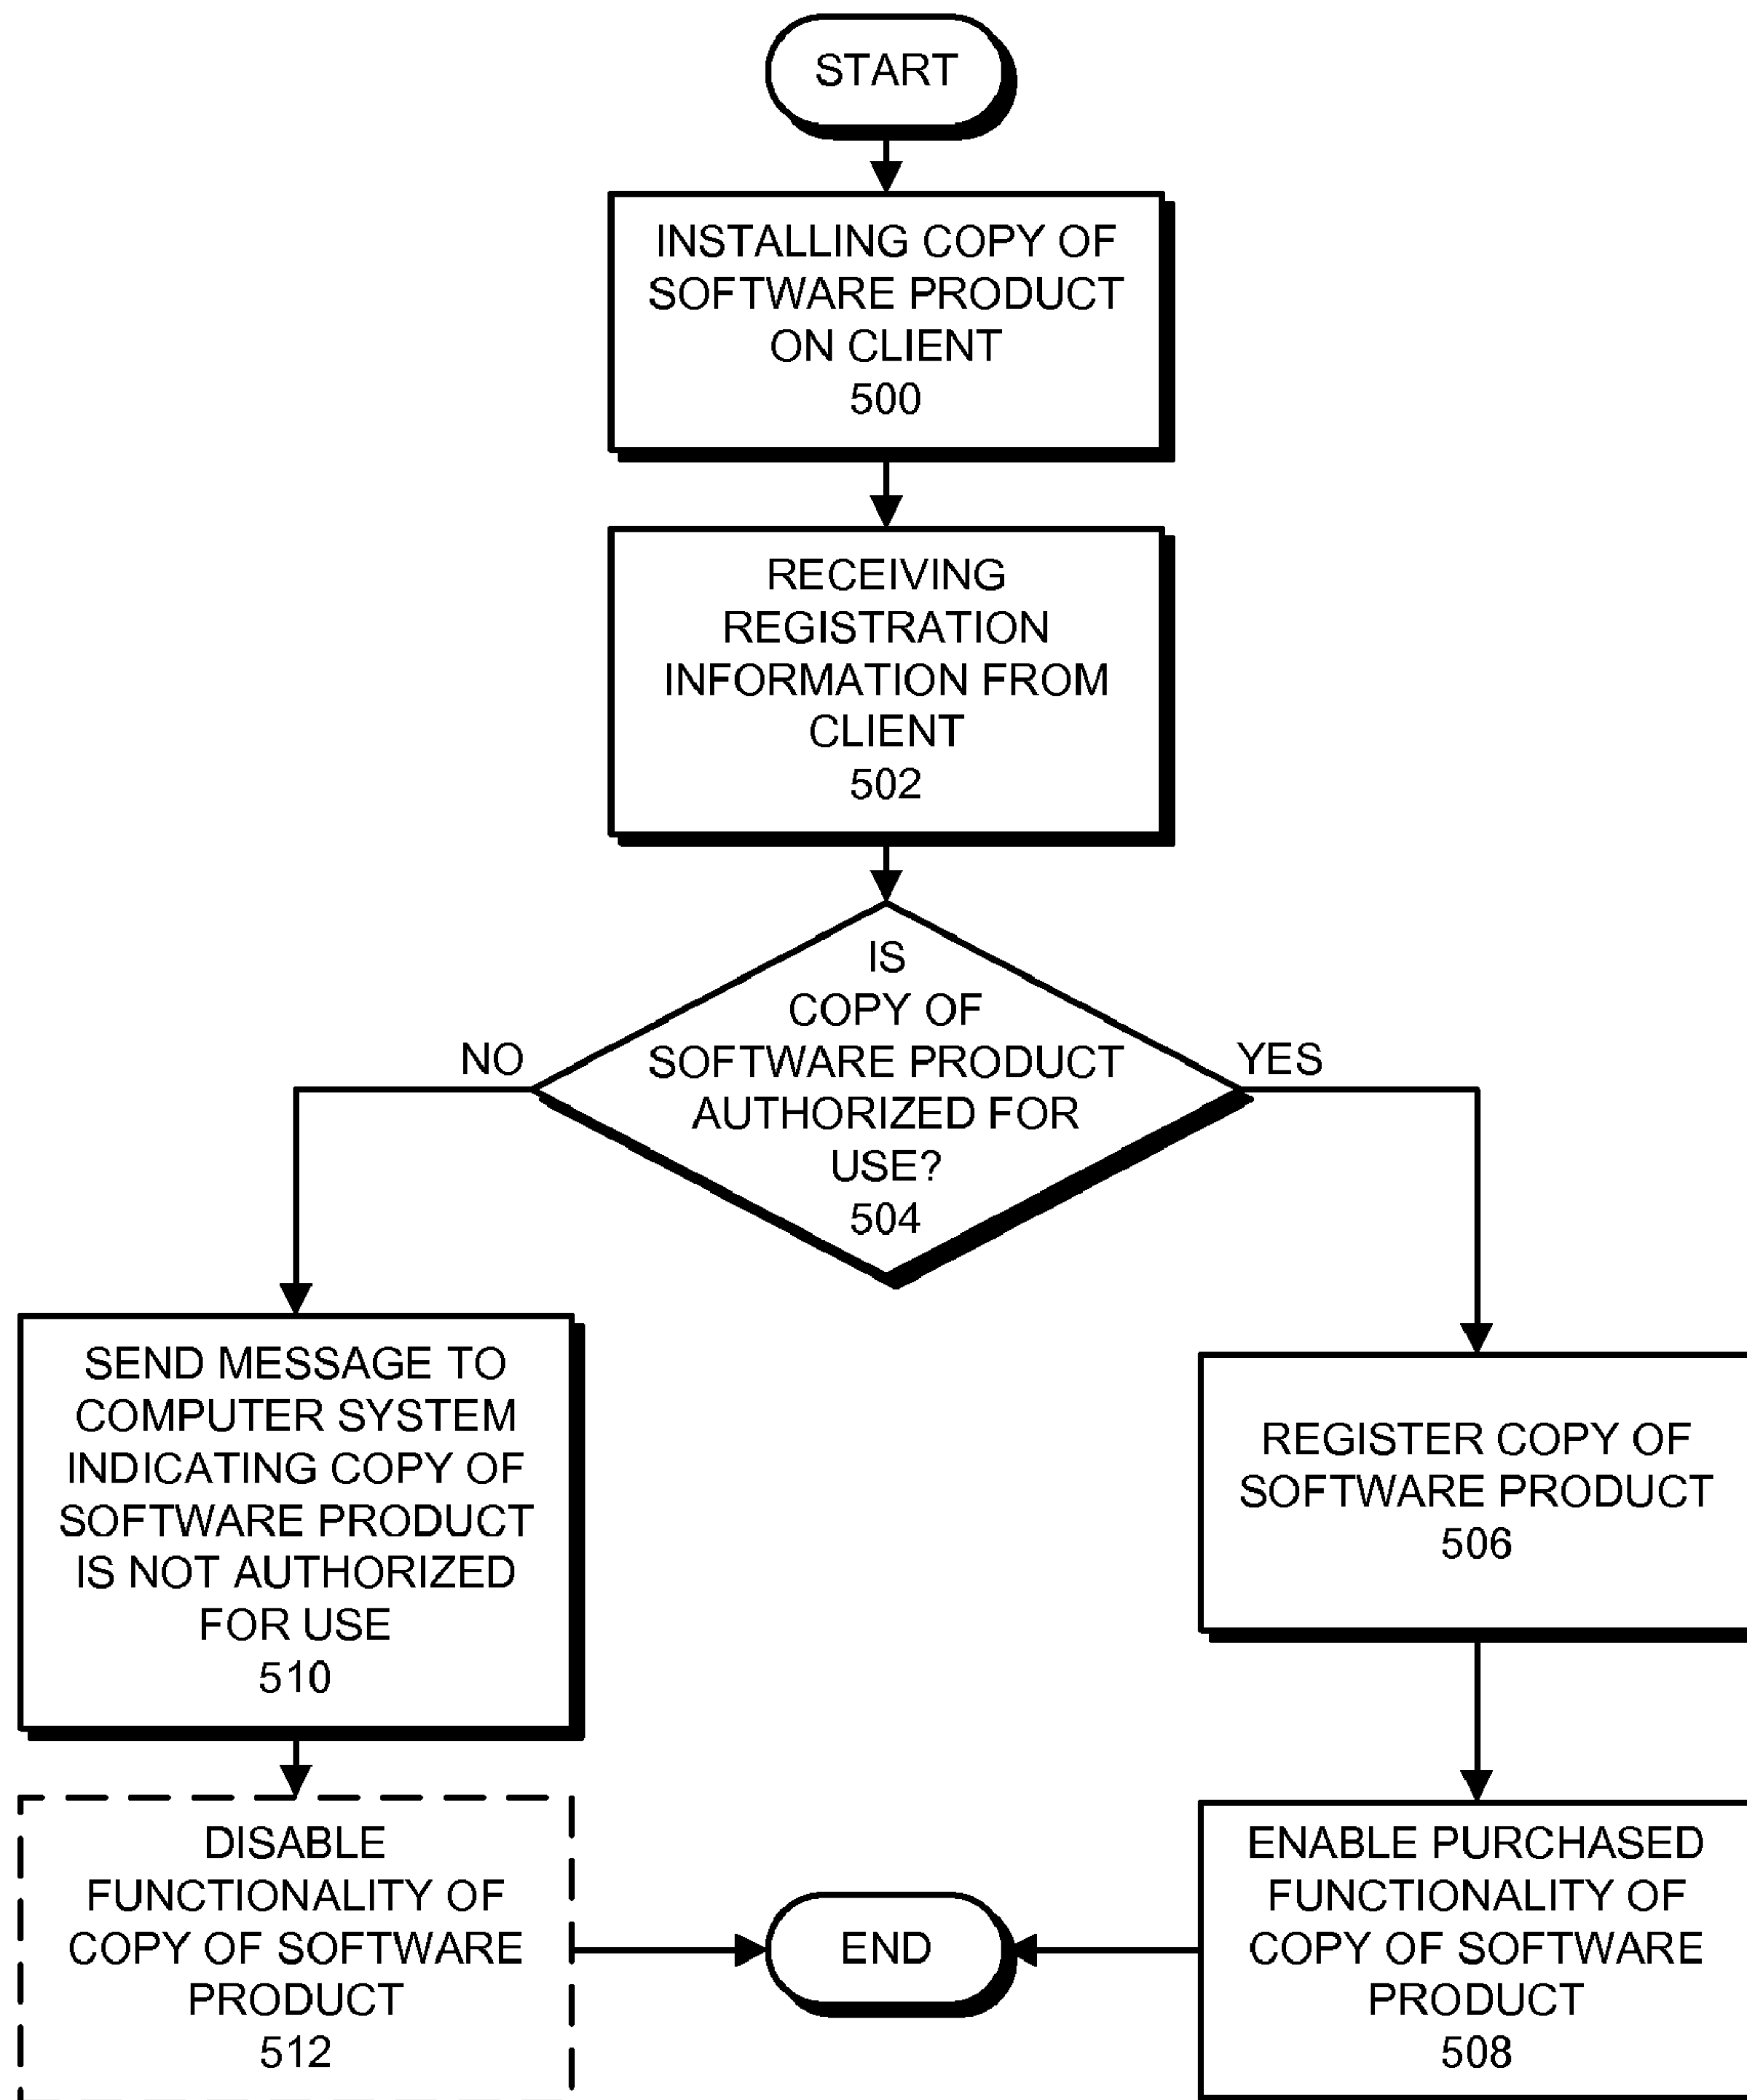 START
INSTALLING COPY OF
SOFTWARE PRODUCT
ON CLIENT
500
RECEIVING
REGISTRATION
INFORMATION FROM
CLIENT
502
IS
COPY OF
SOFTWARE PRODUCT
AUTHORIZED FOR
USE?
504
NO
YES
SEND MESSAGE TO
COMPUTER SYSTEM
INDICATING COPY OF
SOFTWARE PRODUCT
IS NOT AUTHORIZED
FOR USE
510
REGISTER COPY OF
SOFTWARE PRODUCT
506
DISABLE
FUNCTIONALITY OF
COPY OF SOFTWARE
PRODUCT
512
END
ENABLE PURCHASED
FUNCTIONALITY OF
COPY OF SOFTWARE
PRODUCT
508